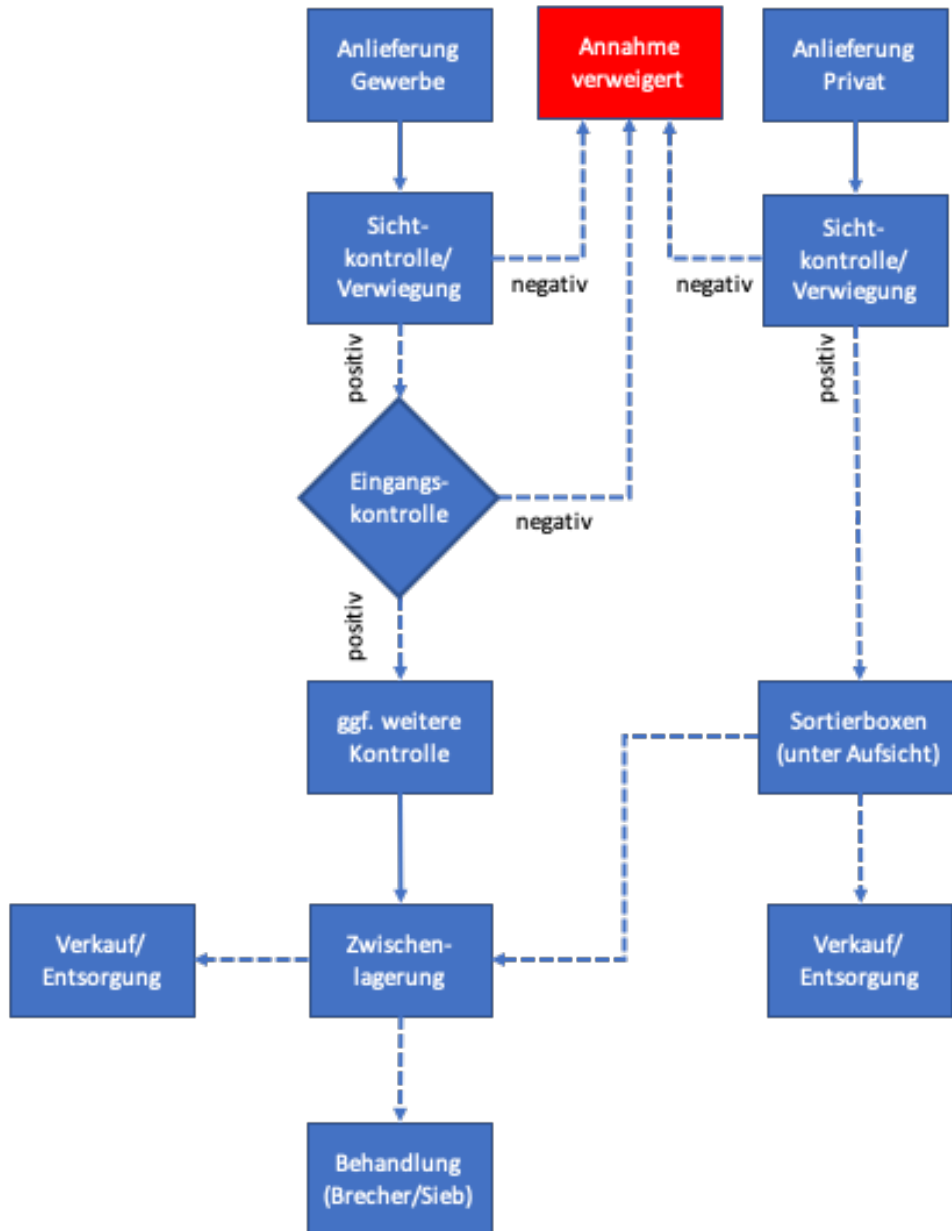 Anlieferung
Gewerbe
Annahme
verweigert
Anlieferung
Privat
Sicht-
kontrolle/
Verwiegung
negativ
negativ
Sicht-
kontrolle/
Verwiegung
positiv
positiv
Eingangs-
kontrolle
negativ
positiv
ggf. weitere
Kontrolle
Sortierboxen
(unter Aufsicht)
Verkauf/
Entsorgung
Zwischen-
lagerung
Verkauf/
Entsorgung
Behandlung
(Brecher/Sieb)